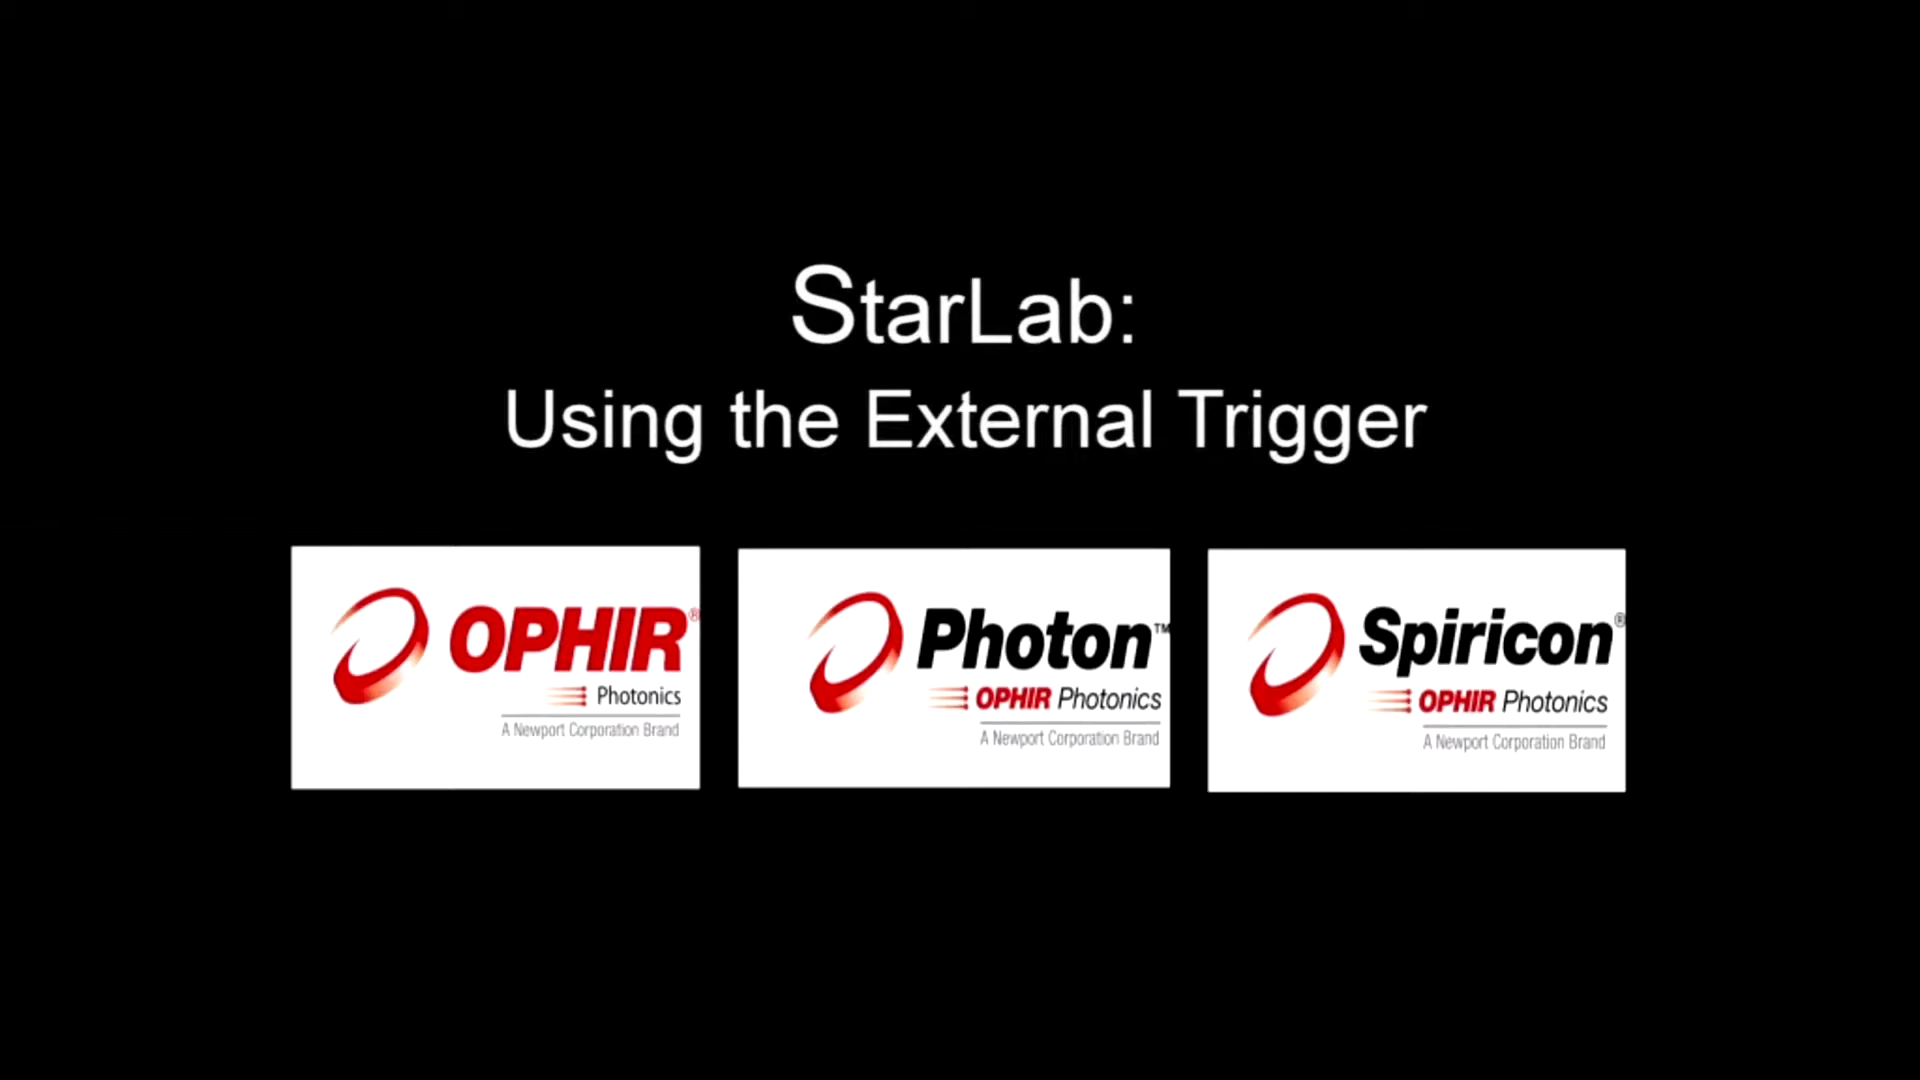 StarLab:
Using the External Trigger
OPHIR®
Photonics
A Newport Corporation Brand
Photon™
OPHIR Photonics
A Newport Corporation Brand
Spiricon®
OPHIR Photonics
A Newport Corporation Brand